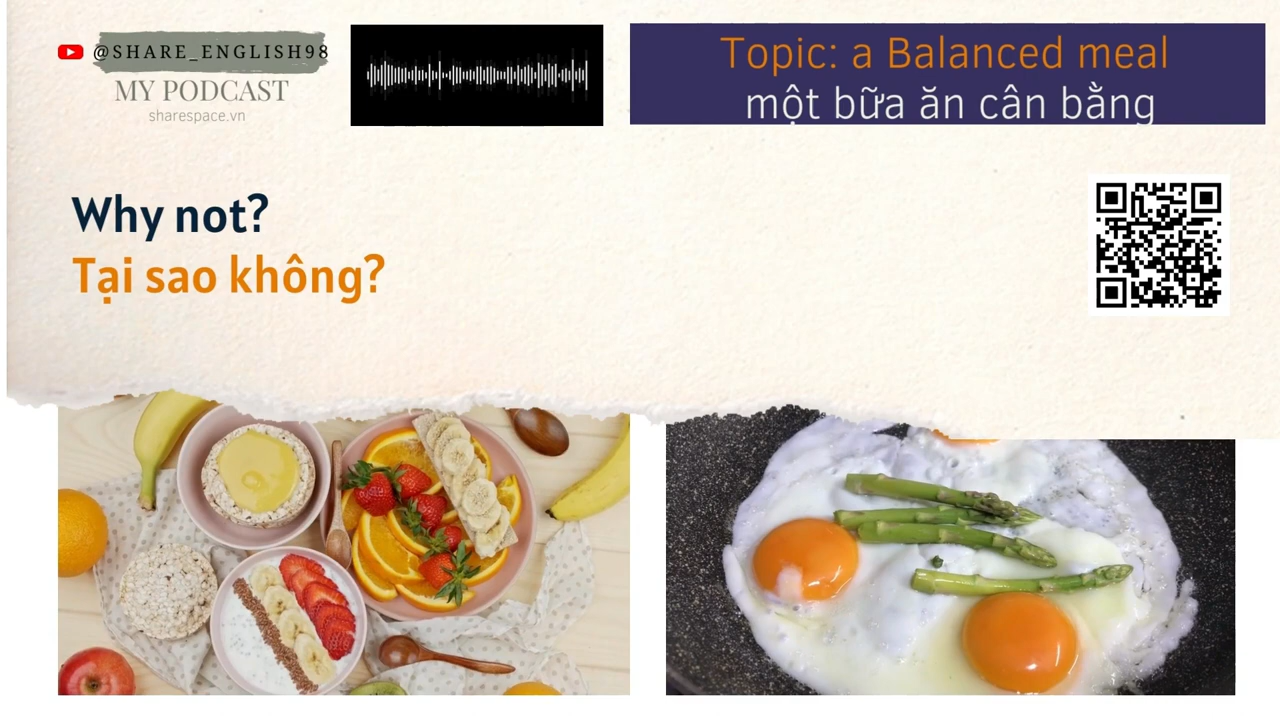 @SHARE_ENGLISH98
MY PODCAST
sharespace.vn
Topic: a Balanced meal
một bữa ăn cân bằng
Why not?
Tại sao không?